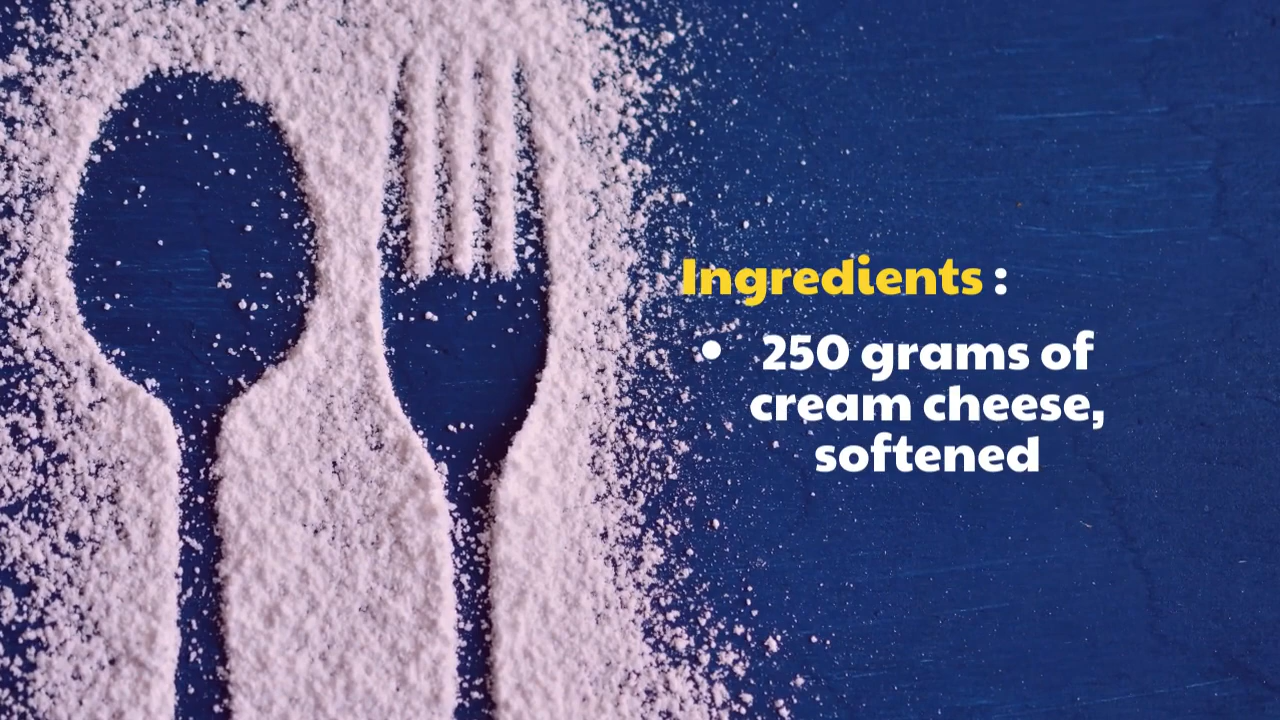 Ingredients :
• 250 grams of
cream cheese,
softened